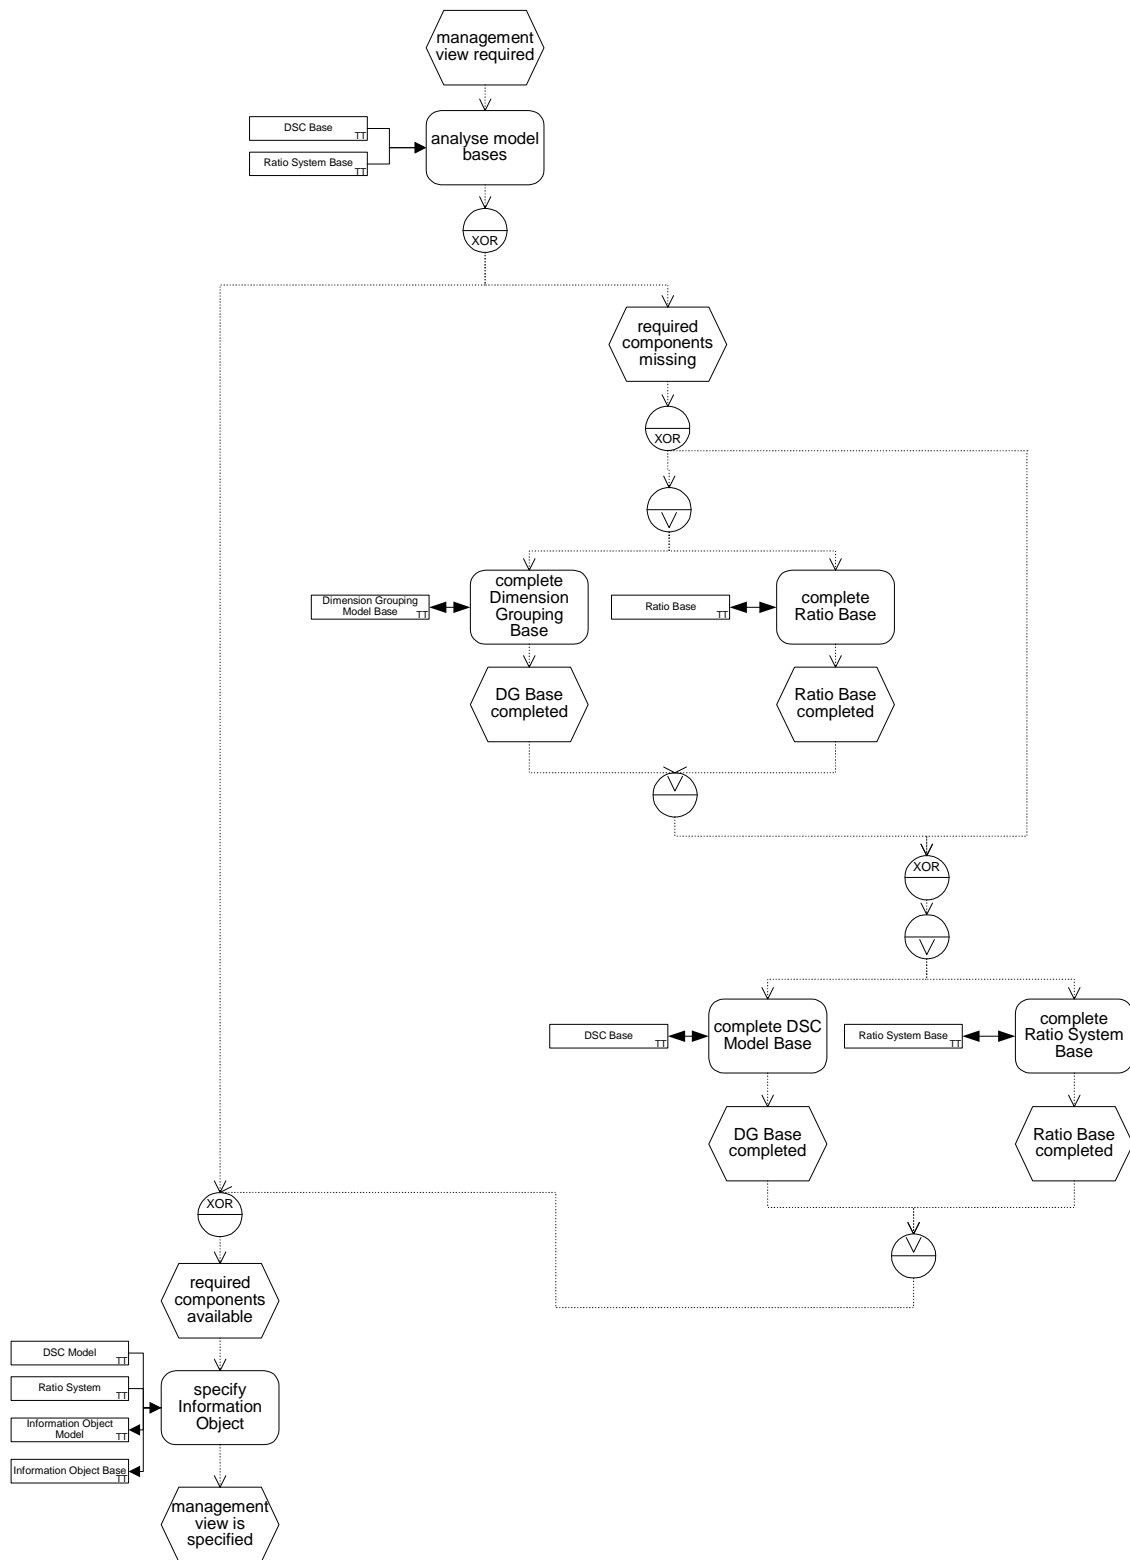 management
view required
DSC Base
TT
analyse model
bases
Ratio System Base
TT
XOR
required
components
missing
XOR
V
complete
Dimension
Grouping
Base
Dimension Grouping
Model Base
TT
Ratio Base
TT
complete
Ratio Base
DG Base
completed
Ratio Base
completed
V
XOR
V
DSC Base
TT
complete DSC
Model Base
Ratio System Base
TT
complete
Ratio System
Base
DG Base
completed
Ratio Base
completed
XOR
V
required
components
available
DSC Model
TT
Ratio System
TT
Information Object
Model
TT
Information Object Base
TT
specify
Information
Object
management
view is
specified